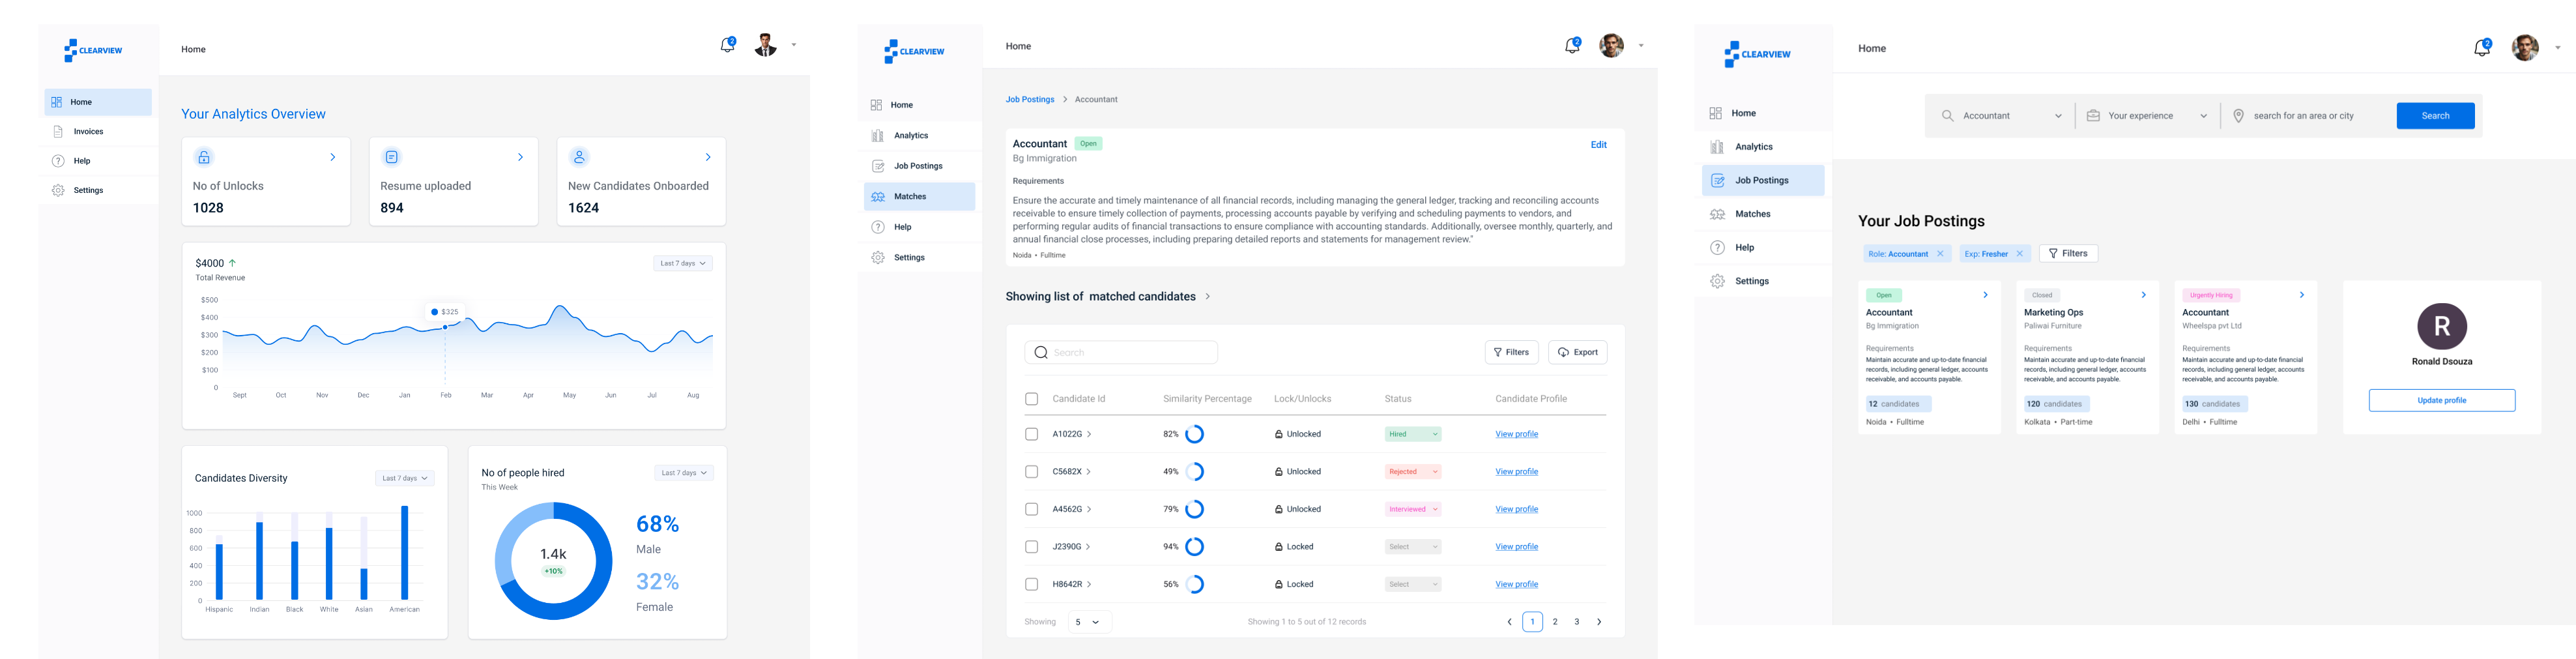 CLEARVIEW
Home
2
Home
Invoices
Help
Settings
Your Analytics Overview
No of Unlocks
1028
Resume uploaded
894
New Candidates Onboarded
1624
$4000
Total Revenue
Last 7 days
$500
$400
$300
$200
$100
0
$325
Sept Oct Nov Dec Jan Feb Mar Apr May Jun Jul Aug
Candidates Diversity
Last 7 days
1000
800
600
400
200
0
Hispanic Indian Black White Asian American
No of people hired
This Week
Last 7 days
1.4k
+10%
68%
Male
32%
Female
CLEARVIEW
Home
2
Home
Analytics
Job Postings
Matches
Help
Settings
Job Postings > Accountant
Accountant Open
Edit
Bg Immigration
Requirements
Ensure the accurate and timely maintenance of all financial records, including managing the general ledger, tracking and reconciling accounts
receivable to ensure timely collection of payments, processing accounts payable by verifying and scheduling payments to vendors, and
performing regular audits of financial transactions to ensure compliance with accounting standards. Additionally, oversee monthly, quarterly, and
annual financial close processes, including preparing detailed reports and statements for management review."
Noida • Fulltime
Showing list of matched candidates >
Search
Filters
Export
Candidate Id Similarity Percentage Lock/Unlocks Status Candidate Profile
A1022G > 82% Unlocked Hired View profile
C5682X > 49% Unlocked Rejected View profile
A4562G > 79% Unlocked Interviewed View profile
J2390G > 94% Locked Select View profile
H8642R > 56% Locked Select View profile
Showing 5
Showing 1 to 5 out of 12 records
< 1 2 3 >
CLEARVIEW
Home
2
Home
Analytics
Job Postings
Matches
Help
Settings
Accountant
Your experience
search for an area or city
Search
Your Job Postings
Role: Accountant
Exp: Fresher
Filters
Open
Accountant
Bg Immigration
Requirements
Maintain accurate and up-to-date financial
records, including general ledger, accounts
receivable, and accounts payable.
12 candidates
Noida • Fulltime
Closed
Marketing Ops
Paliwai Furniture
Requirements
Maintain accurate and up-to-date financial
records, including general ledger, accounts
receivable, and accounts payable.
120 candidates
Kolkata • Part-time
Urgently Hiring
Accountant
Wheelspa pvt Ltd
Requirements
Maintain accurate and up-to-date financial
records, including general ledger, accounts
receivable, and accounts payable.
130 candidates
Delhi • Fulltime
R
Ronald Dsouza
Update profile